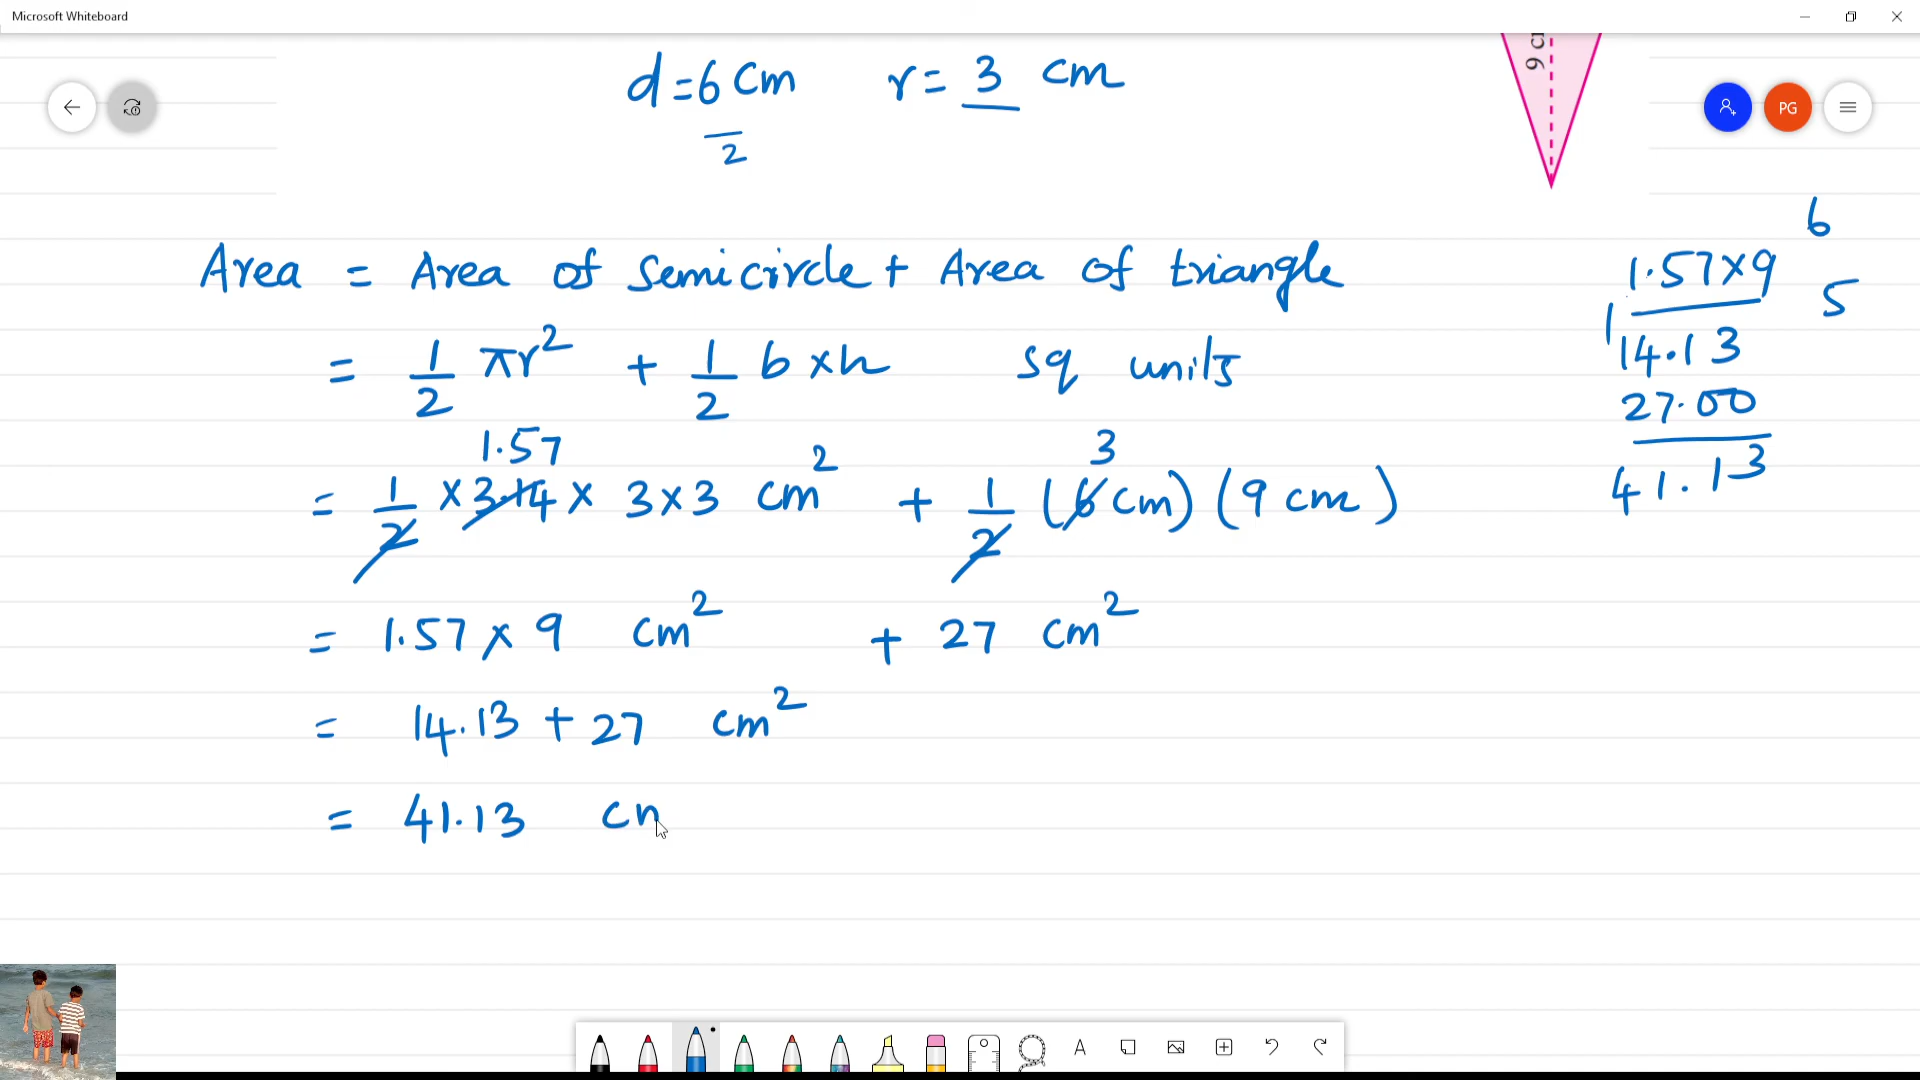 Microsoft Whiteboard
9 c
d=6 cm r= 3 cm
2
PG
Area = Area of semicircle + Area of triangle
= 1/2 πr² + 1/2 b×h sq units
1.57 3
= 1/2 × 3.14 × 3×3 cm² + 1/2 (6 cm) (9 cm)
= 1.57 × 9 cm² + 27 cm²
= 14.13 + 27 cm²
= 41.13 cm
6
1.57×9
5
1
14.13
27.00
41.13
A